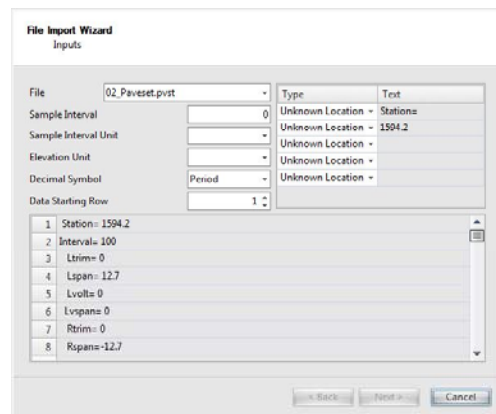 File Import Wizard
Inputs
File 02_Paveset.pvst
Sample Interval 0
Sample Interval Unit
Elevation Unit
Decimal Symbol Period
Data Starting Row 1
Type Text
Unknown Location Station=
Unknown Location 1594.2
Unknown Location
Unknown Location
Unknown Location
1 Station= 1594.2
2 Interval= 100
3 Ltrim= 0
4 Lspan= 12.7
5 Lvolt= 0
6 Lvspan= 0
7 Rtrim= 0
8 Rspan=-12.7
< Back Next > Cancel